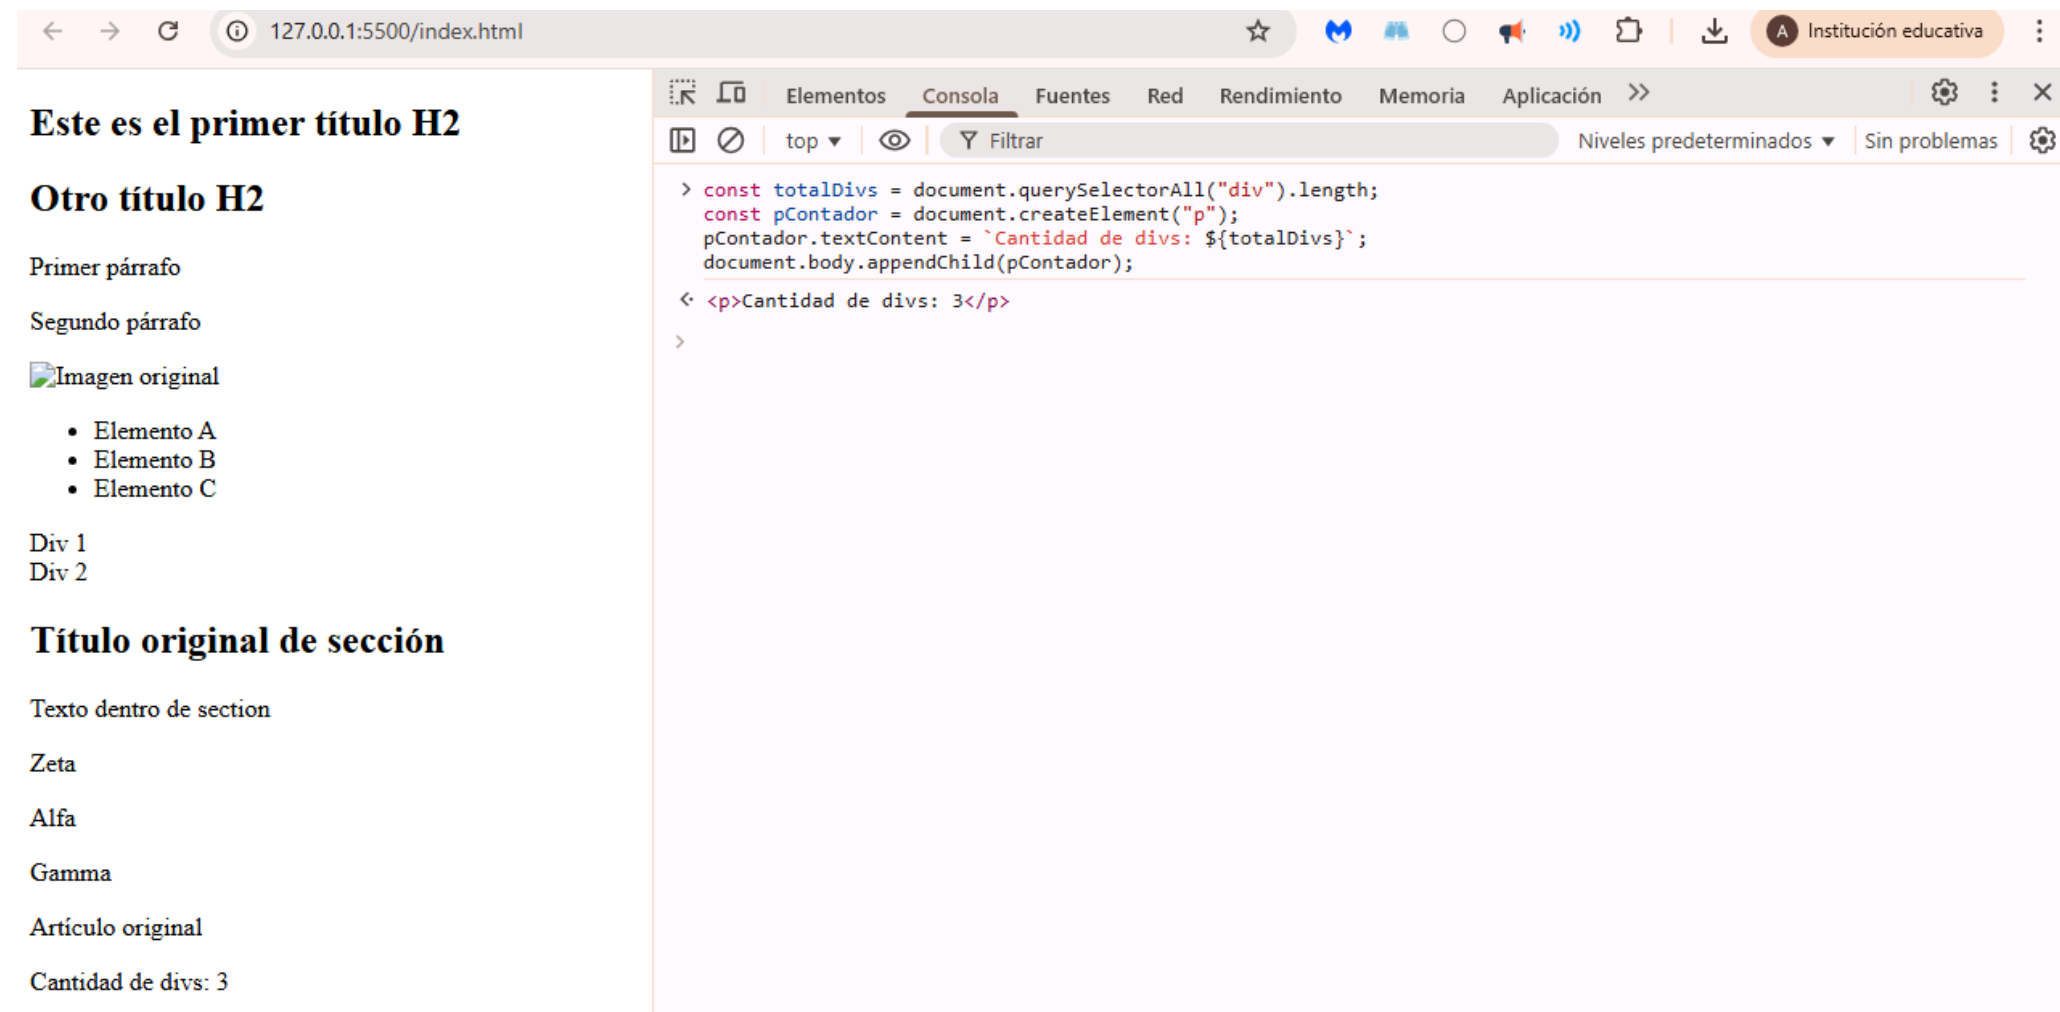 127.0.0.1:5500/index.html
A Institución educativa
Este es el primer título H2
Otro título H2
Primer párrafo
Segundo párrafo
Imagen original
• Elemento A
• Elemento B
• Elemento C
Div 1
Div 2
Título original de sección
Texto dentro de section
Zeta
Alfa
Gamma
Artículo original
Cantidad de divs: 3
Elementos Consola Fuentes Red Rendimiento Memoria Aplicación
top Filtrar Niveles predeterminados Sin problemas
> const totalDivs = document.querySelectorAll("div").length;
const pContador = document.createElement("p");
pContador.textContent = `Cantidad de divs: ${totalDivs}`;
document.body.appendChild(pContador);
<p>Cantidad de divs: 3</p>
>